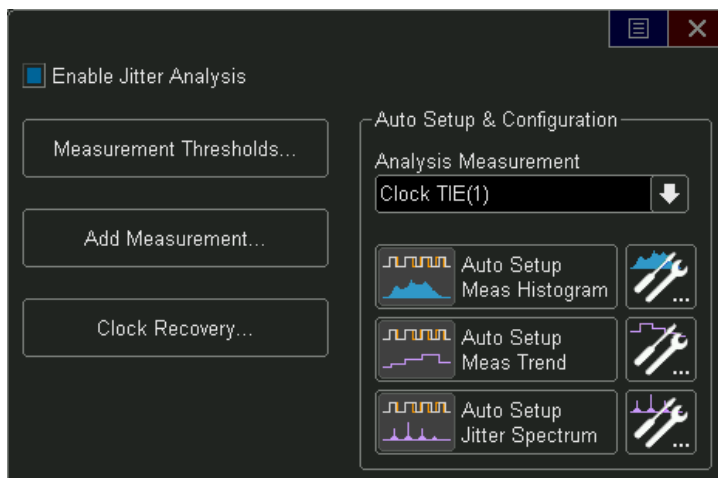 Enable Jitter Analysis
Measurement Thresholds...
Add Measurement...
Clock Recovery...
Auto Setup & Configuration
Analysis Measurement
Clock TIE(1)
Auto Setup
Meas Histogram
...
Auto Setup
Meas Trend
...
Auto Setup
Jitter Spectrum
...